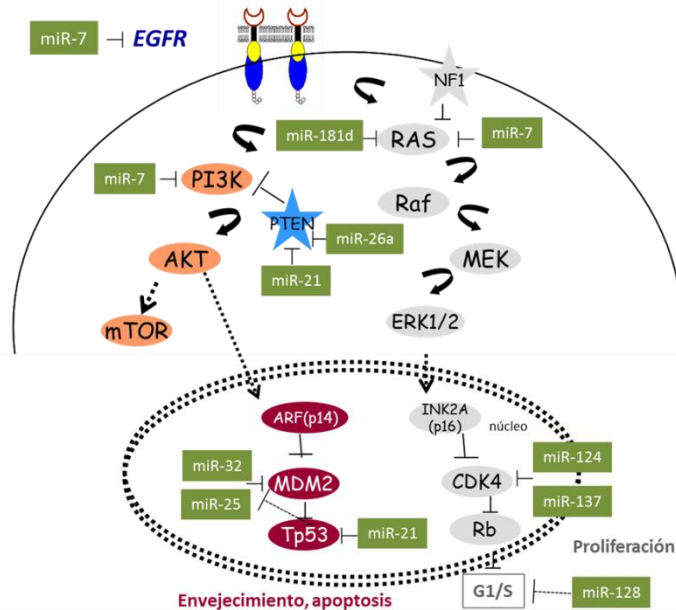 miR-7
EGFR
NF1
miR-181d
RAS
miR-7
miR-7
PI3K
PTEN
Raf
miR-26a
AKT
miR-21
MEK
mTOR
ERK1/2
ARF(p14)
INK2A
(p16)
núcleo
miR-32
MDM2
CDK4
miR-124
miR-25
miR-137
Tp53
miR-21
Rb
Proliferación
G1/S
miR-128
Envejecimiento, apoptosis